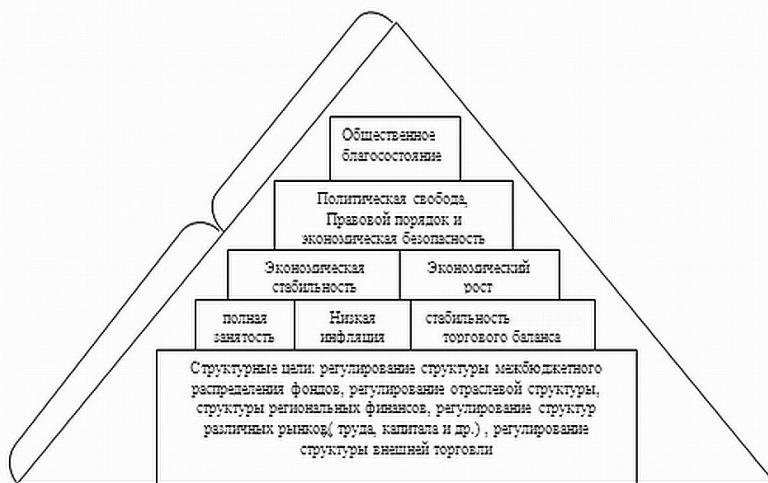 Общественное
благосостояние
Политическая свобода,
Правовой порядок и
экономическая безопасность
Экономическая
стабильность
Экономический
рост
полная
занятость
Низкая
инфляция
стабильность
торгового баланса
Структурные цели: регулирование структуры межбюджетного
распределения фондов, регулирование отраслевой структуры,
структуры региональных финансов, регулирование структур
различных рынков( труда, капитала и др.) , регулирование
структуры внешней торговли